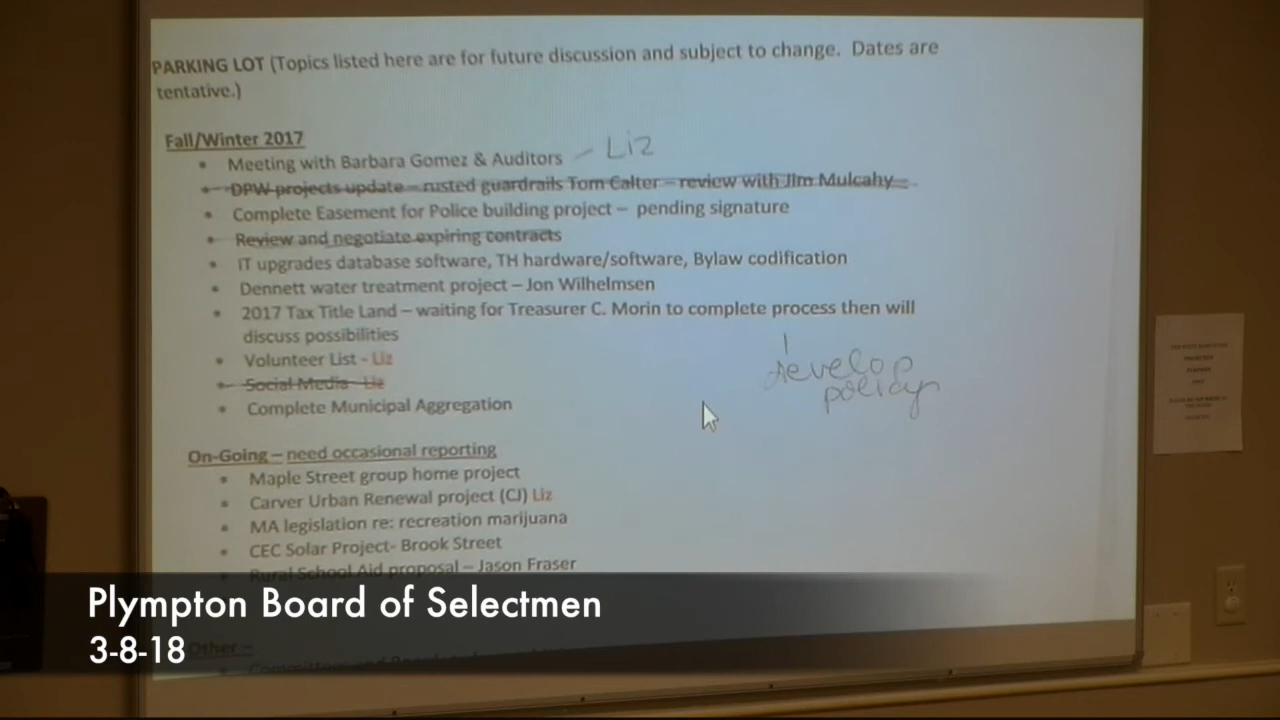 PARKING LOT (Topics listed here are for future discussion and subject to change. Dates are
tentative.)
Fall/Winter 2017
• Meeting with Barbara Gomez & Auditors – Liz
• DPW projects update – rusted guardrails Tom Calter – review with Jim Mulcahy
• Complete Easement for Police building project – pending signature
• Review and negotiate expiring contracts
• IT upgrades database software, TH hardware/software, Bylaw codification
• Dennett water treatment project – Jon Wilhelmsen
• 2017 Tax Title Land – waiting for Treasurer C. Morin to complete process then will
discuss possibilities
• Volunteer List - Liz
develop
policy
• Social Media - Liz
• Complete Municipal Aggregation
On-Going – need occasional reporting
• Maple Street group home project
• Carver Urban Renewal project (CJ) Liz
• MA legislation re: recreation marijuana
• CEC Solar Project- Brook Street
• Rural School Aid proposal – Jason Fraser
Plympton Board of Selectmen
3-8-18
Other –